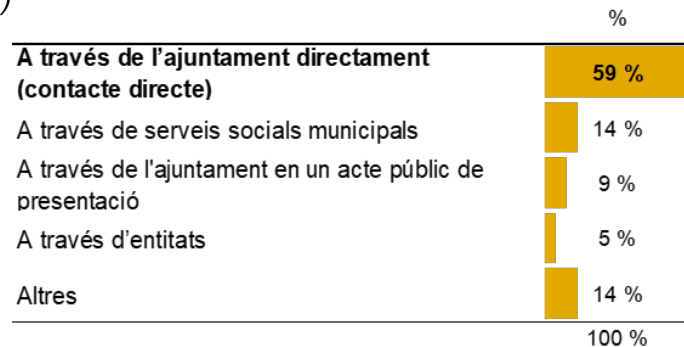 )
%
A través de l’ajuntament directament
(contacte directe)
59 %
A través de serveis socials municipals
14 %
A través de l'ajuntament en un acte públic de
presentació
9 %
A través d’entitats
5 %
Altres
14 %
100 %